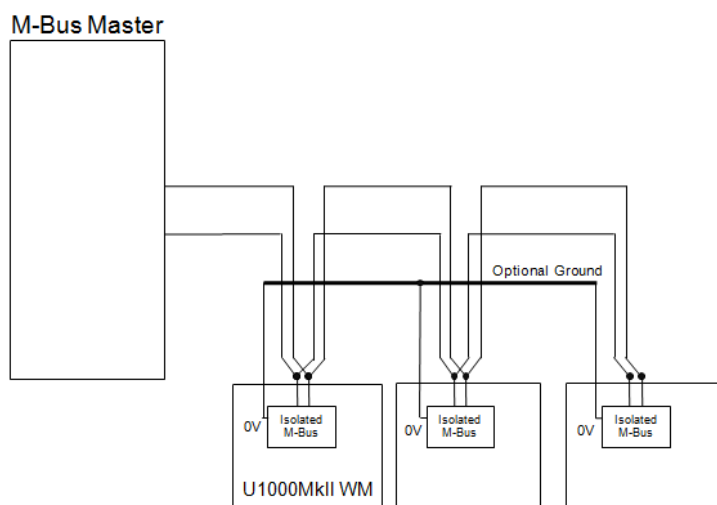 M-Bus Master
Optional Ground
0V
Isolated
M-Bus
0V
Isolated
M-Bus
0V
Isolated
M-Bus
U1000MkII WM